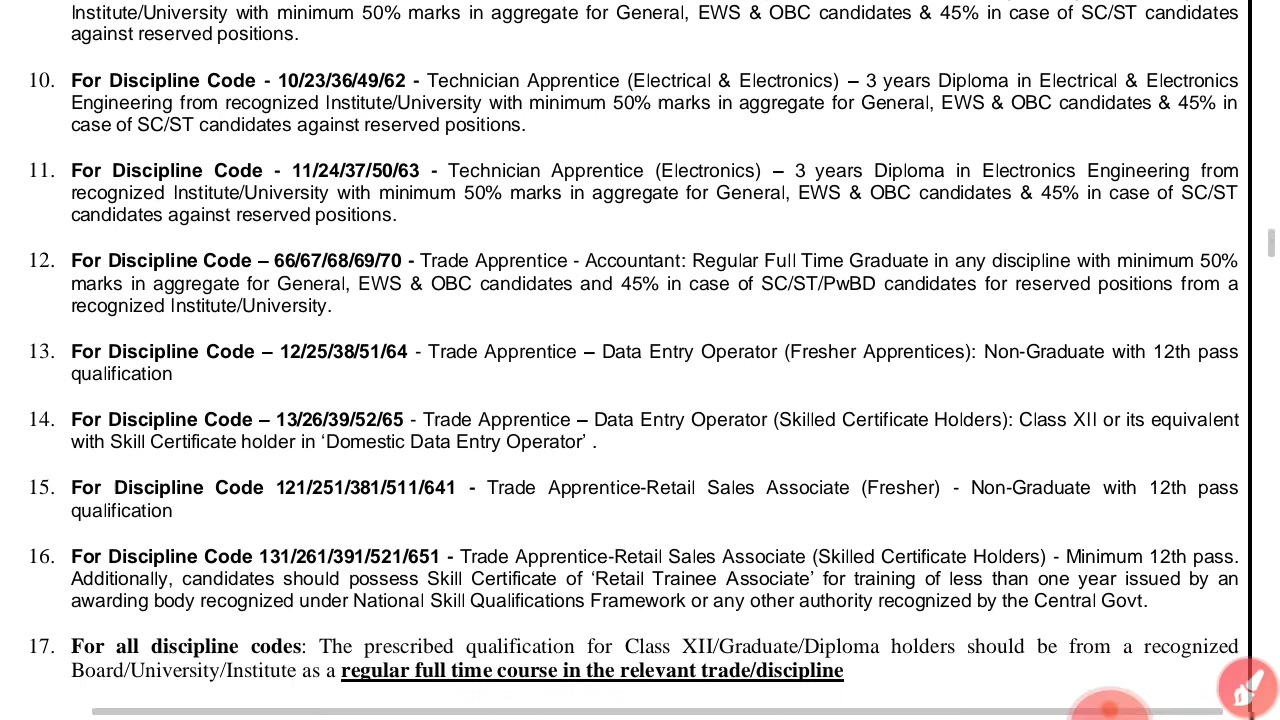 Institute/University with minimum 50% marks in aggregate for General, EWS & OBC candidates & 45% in case of SC/ST candidates
against reserved positions.
10. For Discipline Code - 10/23/36/49/62 - Technician Apprentice (Electrical & Electronics) – 3 years Diploma in Electrical & Electronics
Engineering from recognized Institute/University with minimum 50% marks in aggregate for General, EWS & OBC candidates & 45% in
case of SC/ST candidates against reserved positions.
11. For Discipline Code - 11/24/37/50/63 - Technician Apprentice (Electronics) – 3 years Diploma in Electronics Engineering from
recognized Institute/University with minimum 50% marks in aggregate for General, EWS & OBC candidates & 45% in case of SC/ST
candidates against reserved positions.
12. For Discipline Code – 66/67/68/69/70 - Trade Apprentice - Accountant: Regular Full Time Graduate in any discipline with minimum 50%
marks in aggregate for General, EWS & OBC candidates and 45% in case of SC/ST/PwBD candidates for reserved positions from a
recognized Institute/University.
13. For Discipline Code – 12/25/38/51/64 - Trade Apprentice – Data Entry Operator (Fresher Apprentices): Non-Graduate with 12th pass
qualification
14. For Discipline Code – 13/26/39/52/65 - Trade Apprentice – Data Entry Operator (Skilled Certificate Holders): Class XII or its equivalent
with Skill Certificate holder in ‘Domestic Data Entry Operator’ .
15. For Discipline Code 121/251/381/511/641 - Trade Apprentice-Retail Sales Associate (Fresher) - Non-Graduate with 12th pass
qualification
16. For Discipline Code 131/261/391/521/651 - Trade Apprentice-Retail Sales Associate (Skilled Certificate Holders) - Minimum 12th pass.
Additionally, candidates should possess Skill Certificate of ‘Retail Trainee Associate’ for training of less than one year issued by an
awarding body recognized under National Skill Qualifications Framework or any other authority recognized by the Central Govt.
17. For all discipline codes: The prescribed qualification for Class XII/Graduate/Diploma holders should be from a recognized
Board/University/Institute as a regular full time course in the relevant trade/discipline